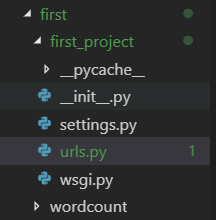 first
first_project
__pycache__
__init__.py
settings.py
urls.py 1
wsgi.py
wordcount